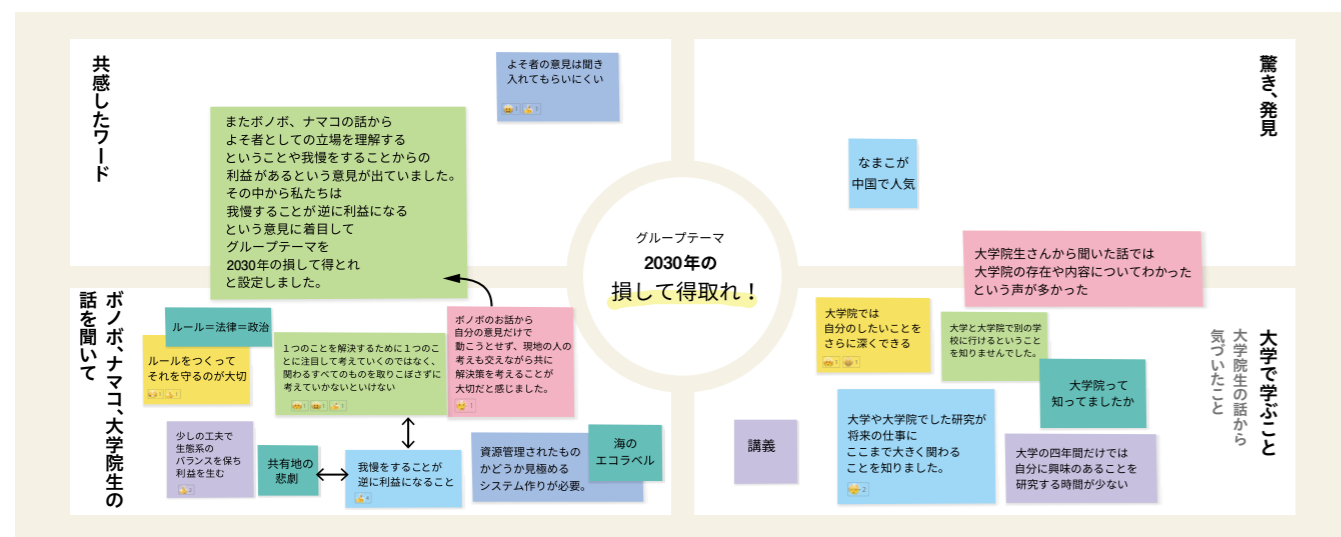 共感したワード
よそ者の意見は聞き
入れてもらいにくい
またボノボ、ナマコの話から
よそ者としての立場を理解する
ということや我慢をすることからの
利益があるという意見が出ていました。
その中から私たちは
我慢することが逆に利益になる
という意見に着目して
グループテーマを
2030年の損して得とれ
と設定しました。
驚き、発見
なまこが
中国で人気
グループテーマ
2030年の
損して得取れ！
ボノボ、ナマコ、大学院生の
話を聞いて
ルール＝法律＝政治
ルールをつくって
それを守るのが大切
１つのことを解決するために１つのこ
とに注目して考えていくのではなく、
関わるすべてのものを取りこぼさずに
考えていかないといけない
ボノボのお話から
自分の意見だけで
動こうとせず、現地の人の
考えも交えながら共に
解決策を考えることが
大切だと感じました。
少しの工夫で
生態系の
バランスを保ち
利益を生む
共有地の
悲劇
我慢をすることが
逆に利益になること
資源管理されたもの
かどうか見極める
システム作りが必要。
海の
エコラベル
大学院生さんから聞いた話では
大学院の存在や内容についてわかった
という声が多かった
大学で学ぶこと
大学院生の話から
気づいたこと
大学院では
自分のしたいことを
さらに深くできる
大学と大学院で別の学
校に行けるということ
を知りませんでした。
大学院って
知ってましたか
講義
大学や大学院でした研究が
将来の仕事に
ここまで大きく関わる
ことを知りました。
2
大学の四年間だけでは
自分に興味のあることを
研究する時間が少ない